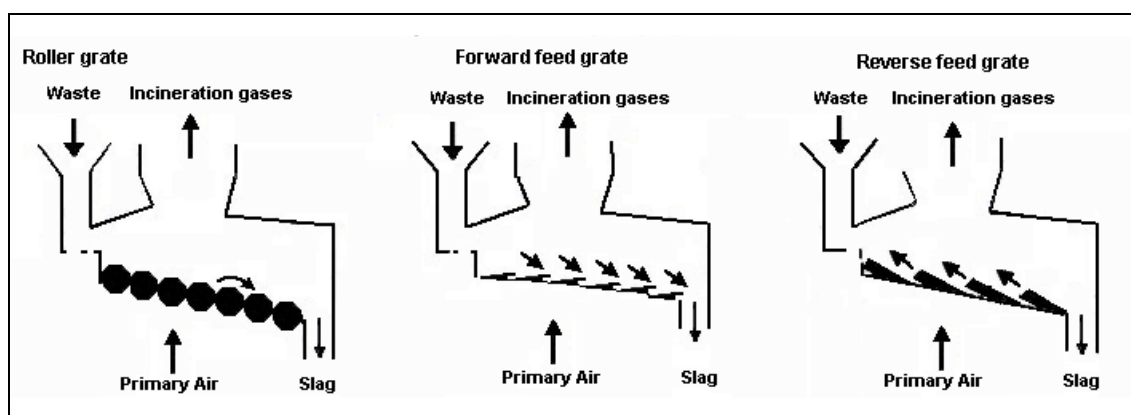 Roller grate
Waste Incineration gases
Primary Air Slag
Forward feed grate
Waste Incineration gases
Primary Air Slag
Reverse feed grate
Waste Incineration gases
Primary Air Slag